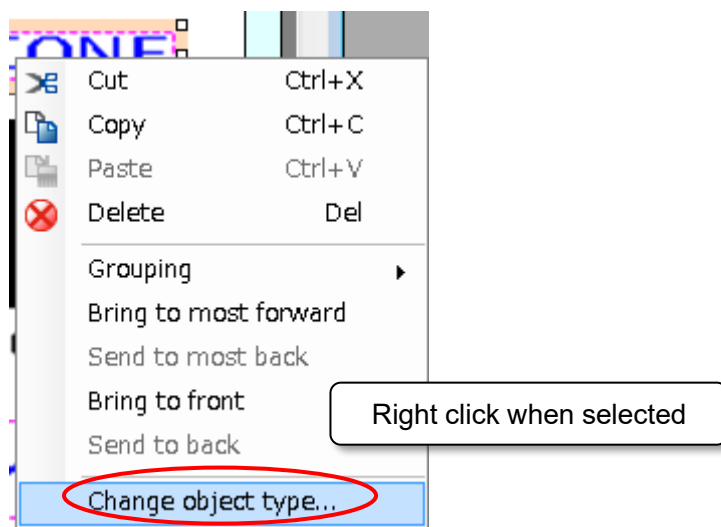 TONE
Cut Ctrl+X
Copy Ctrl+C
Paste Ctrl+V
Delete Del
Grouping
Bring to most forward
Send to most back
Bring to front
Right click when selected
Send to back
Change object type...